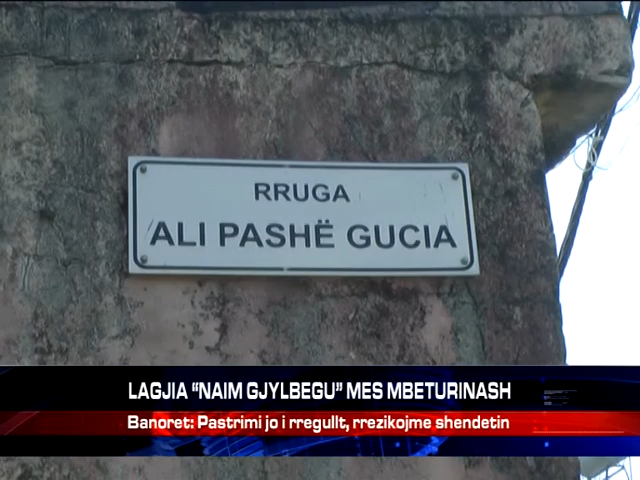 RRUGA
ALI PASHË GUCIA
LAGJIA "NAIM GJYLBEGU" MES MBETURINASH
Banoret: Pastrimi jo i rregullt, rrezikojme shendetin